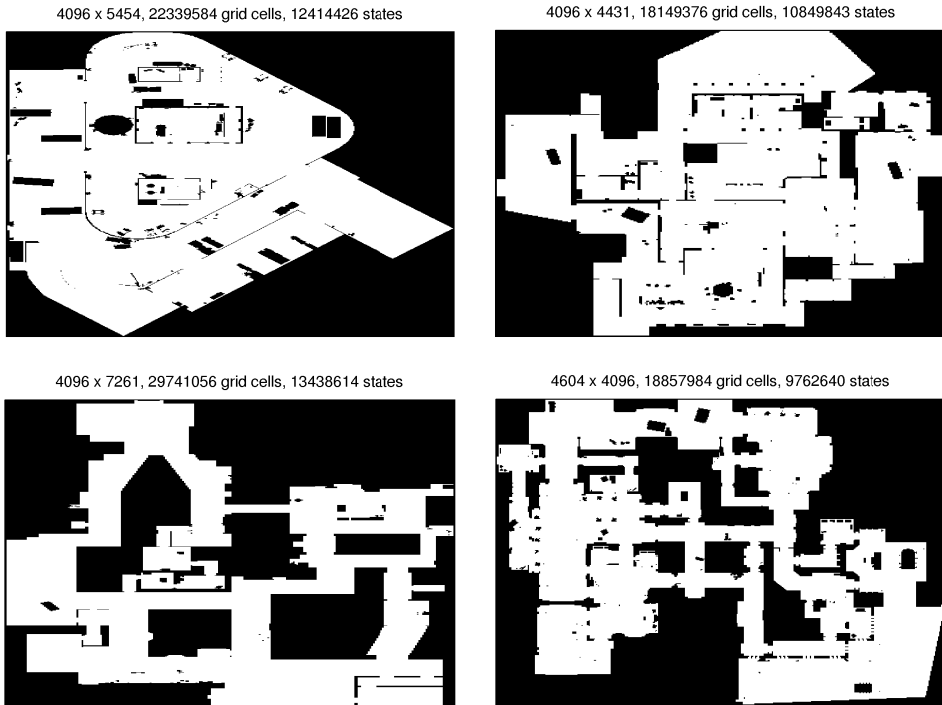 4096 x 5454, 22339584 grid cells, 12414426 states
4096 x 4431, 18149376 grid cells, 10849843 states
4096 x 7261, 29741056 grid cells, 13438614 states
4604 x 4096, 18857984 grid cells, 9762640 states